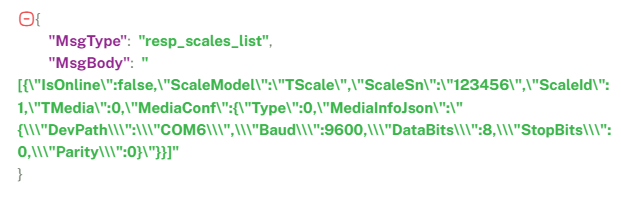 {
"MsgType": "resp_scales_list",
"MsgBody": "
[{\"IsOnline\":false,\"ScaleModel\":\"TScale\",\"ScaleSn\":\"123456\",\"ScaleId\":
1,\"TMedia\":0,\"MediaConf\":{\"Type\":0,\"MediaInfoJson\":\"
{\\\"DevPath\\\":\\\"COM6\\\",\\\"Baud\\\":9600,\\\"DataBits\\\":8,\\\"StopBits\\\":
0,\\\"Parity\\\":0}\"}}]"
}